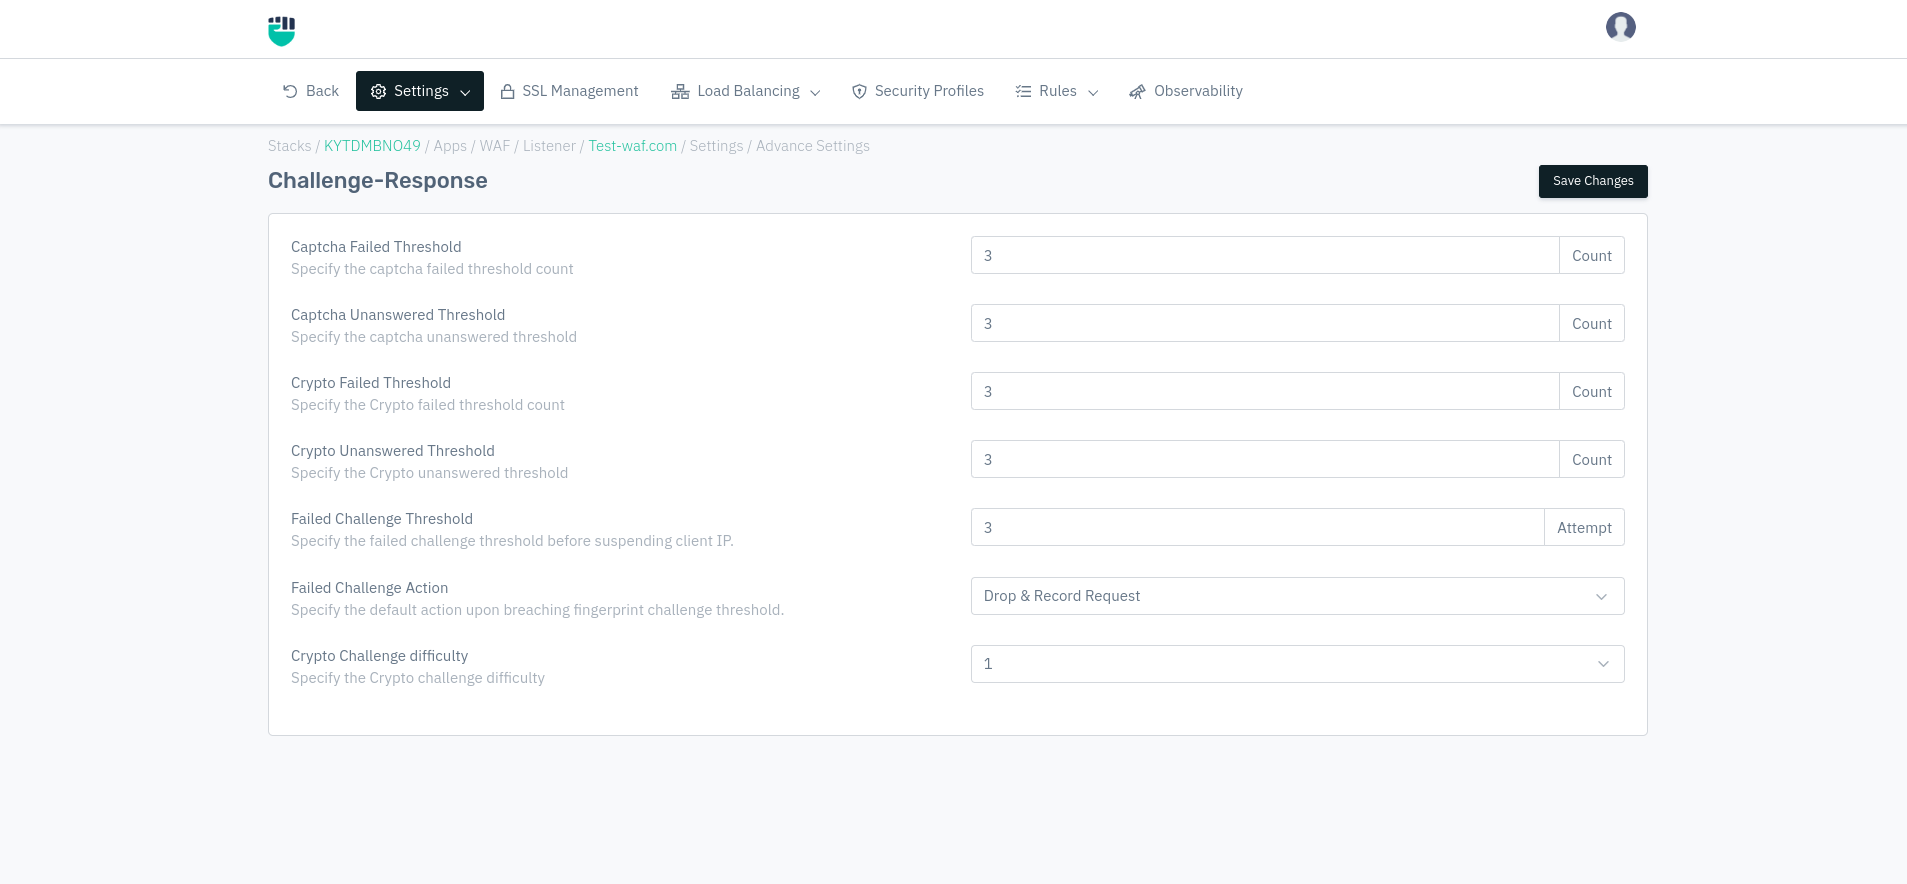 Back Settings SSL Management Load Balancing Security Profiles Rules Observability
Stacks / KYTDMBNO49 / Apps / WAF / Listener / Test-waf.com / Settings / Advance Settings
Challenge-Response
Save Changes
Captcha Failed Threshold
Specify the captcha failed threshold count
3 Count
Captcha Unanswered Threshold
Specify the captcha unanswered threshold
3 Count
Crypto Failed Threshold
Specify the Crypto failed threshold count
3 Count
Crypto Unanswered Threshold
Specify the Crypto unanswered threshold
3 Count
Failed Challenge Threshold
Specify the failed challenge threshold before suspending client IP.
3 Attempt
Failed Challenge Action
Specify the default action upon breaching fingerprint challenge threshold.
Drop & Record Request
Crypto Challenge difficulty
Specify the Crypto challenge difficulty
1